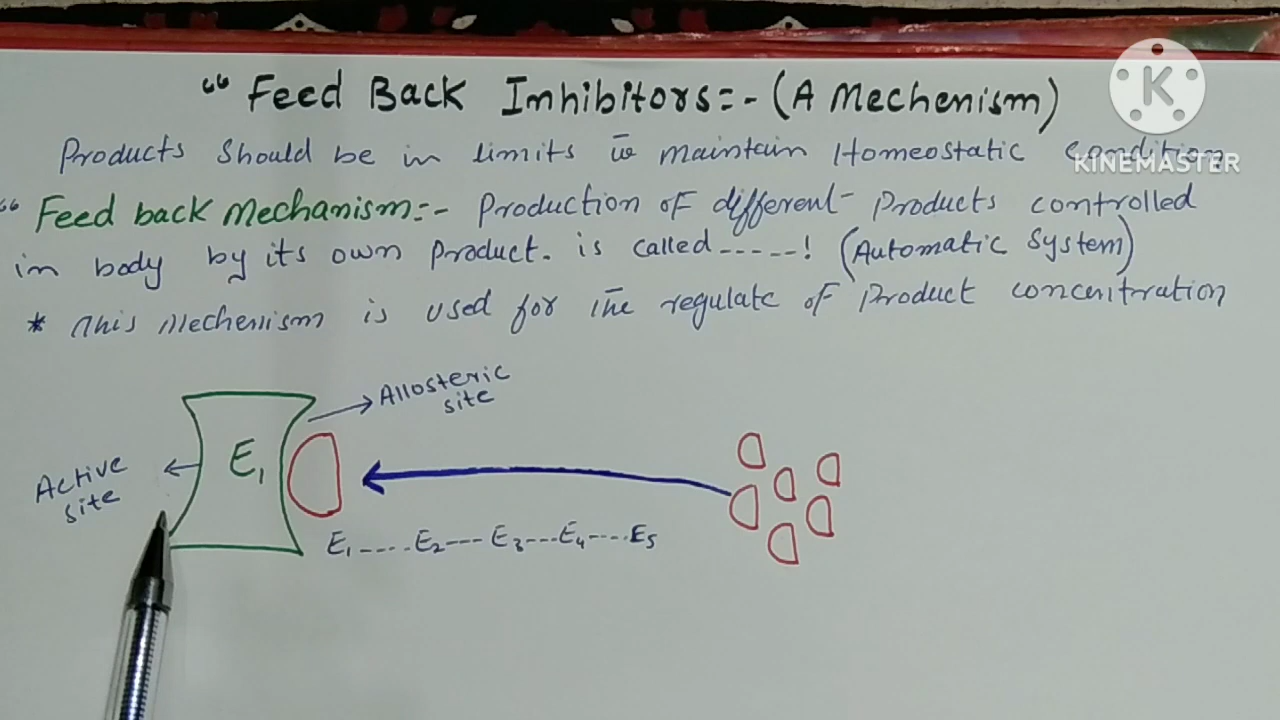 “ Feed Back Inhibitors:- (A Mechenism)
Products should be in limits to maintain Homeostatic Condition
“ Feed back Mechanism:- Production of different Products controlled
in body by its own Product. is called -----! (Automatic System)
* This Mechenism is used for the regulate of Product concentration
Allosteric
site
E1
Active
site
E1----E2---E3---E4----E5
K
KINEMASTER